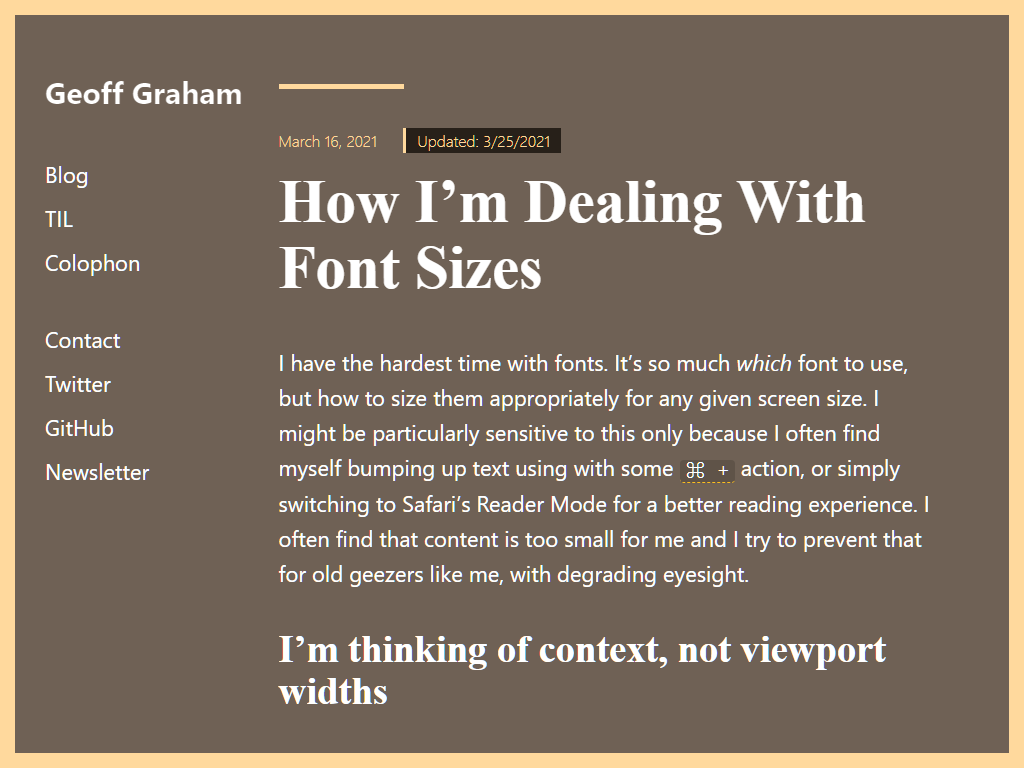 Geoff Graham
Blog
TIL
Colophon
Contact
Twitter
GitHub
Newsletter
March 16, 2021
Updated: 3/25/2021
How I’m Dealing With
Font Sizes
I have the hardest time with fonts. It’s so much which font to use,
but how to size them appropriately for any given screen size. I
might be particularly sensitive to this only because I often find
myself bumping up text using with some ⌘ + action, or simply
switching to Safari’s Reader Mode for a better reading experience. I
often find that content is too small for me and I try to prevent that
for old geezers like me, with degrading eyesight.
I’m thinking of context, not viewport
widths